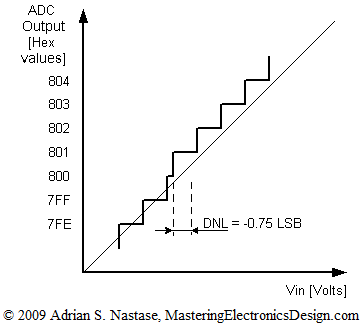 ADC
Output
[Hex
values]
804
803
802
801
800
7FF
7FE
DNL = -0.75 LSB
Vin [Volts]
© 2009 Adrian S. Nastase, MasteringElectronicsDesign.com